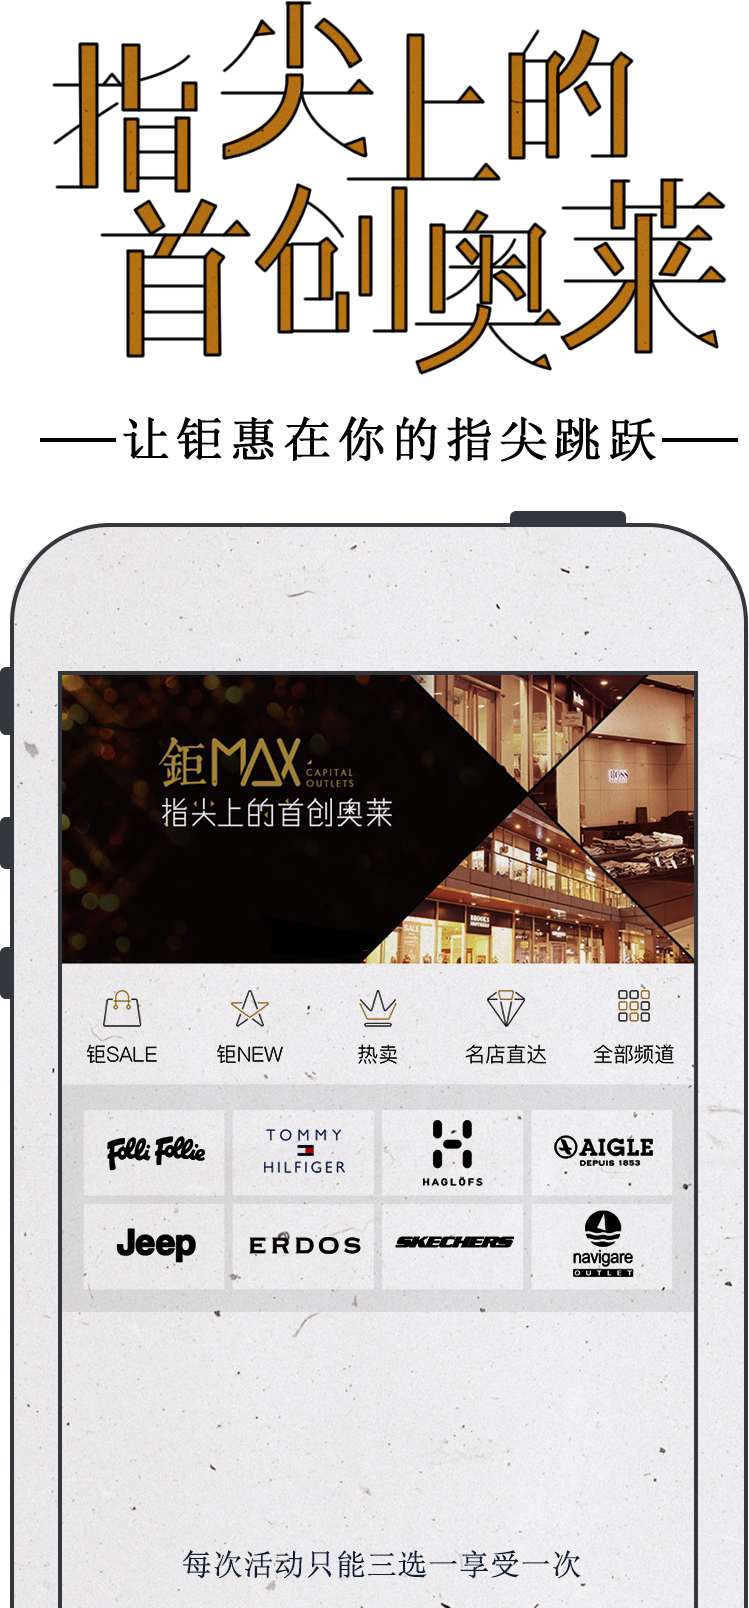 指尖上的
首创奥莱
让钜惠在你的指尖跳跃
钜MAX CAPITAL OUTLETS
指尖上的首创奥莱
BOSS
BROOKS BROTHERS
SALE
钜SALE 钜NEW 热卖 名店直达 全部频道
Folli Follie TOMMY HILFIGER HAGLÖFS AIGLE DEPUIS 1853
Jeep ERDOS SKECHERS navigare OUTLET
每次活动只能三选一享受一次